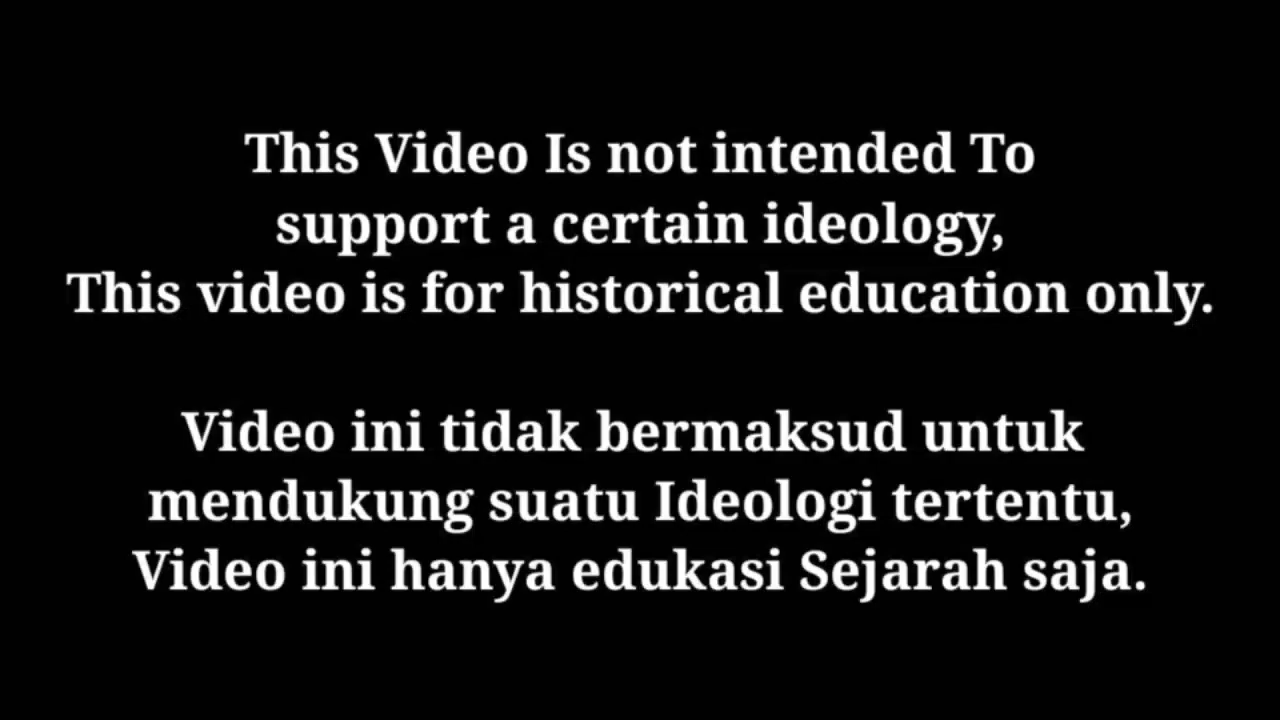 This Video Is not intended To
support a certain ideology,
This video is for historical education only.
Video ini tidak bermaksud untuk
mendukung suatu Ideologi tertentu,
Video ini hanya edukasi Sejarah saja.